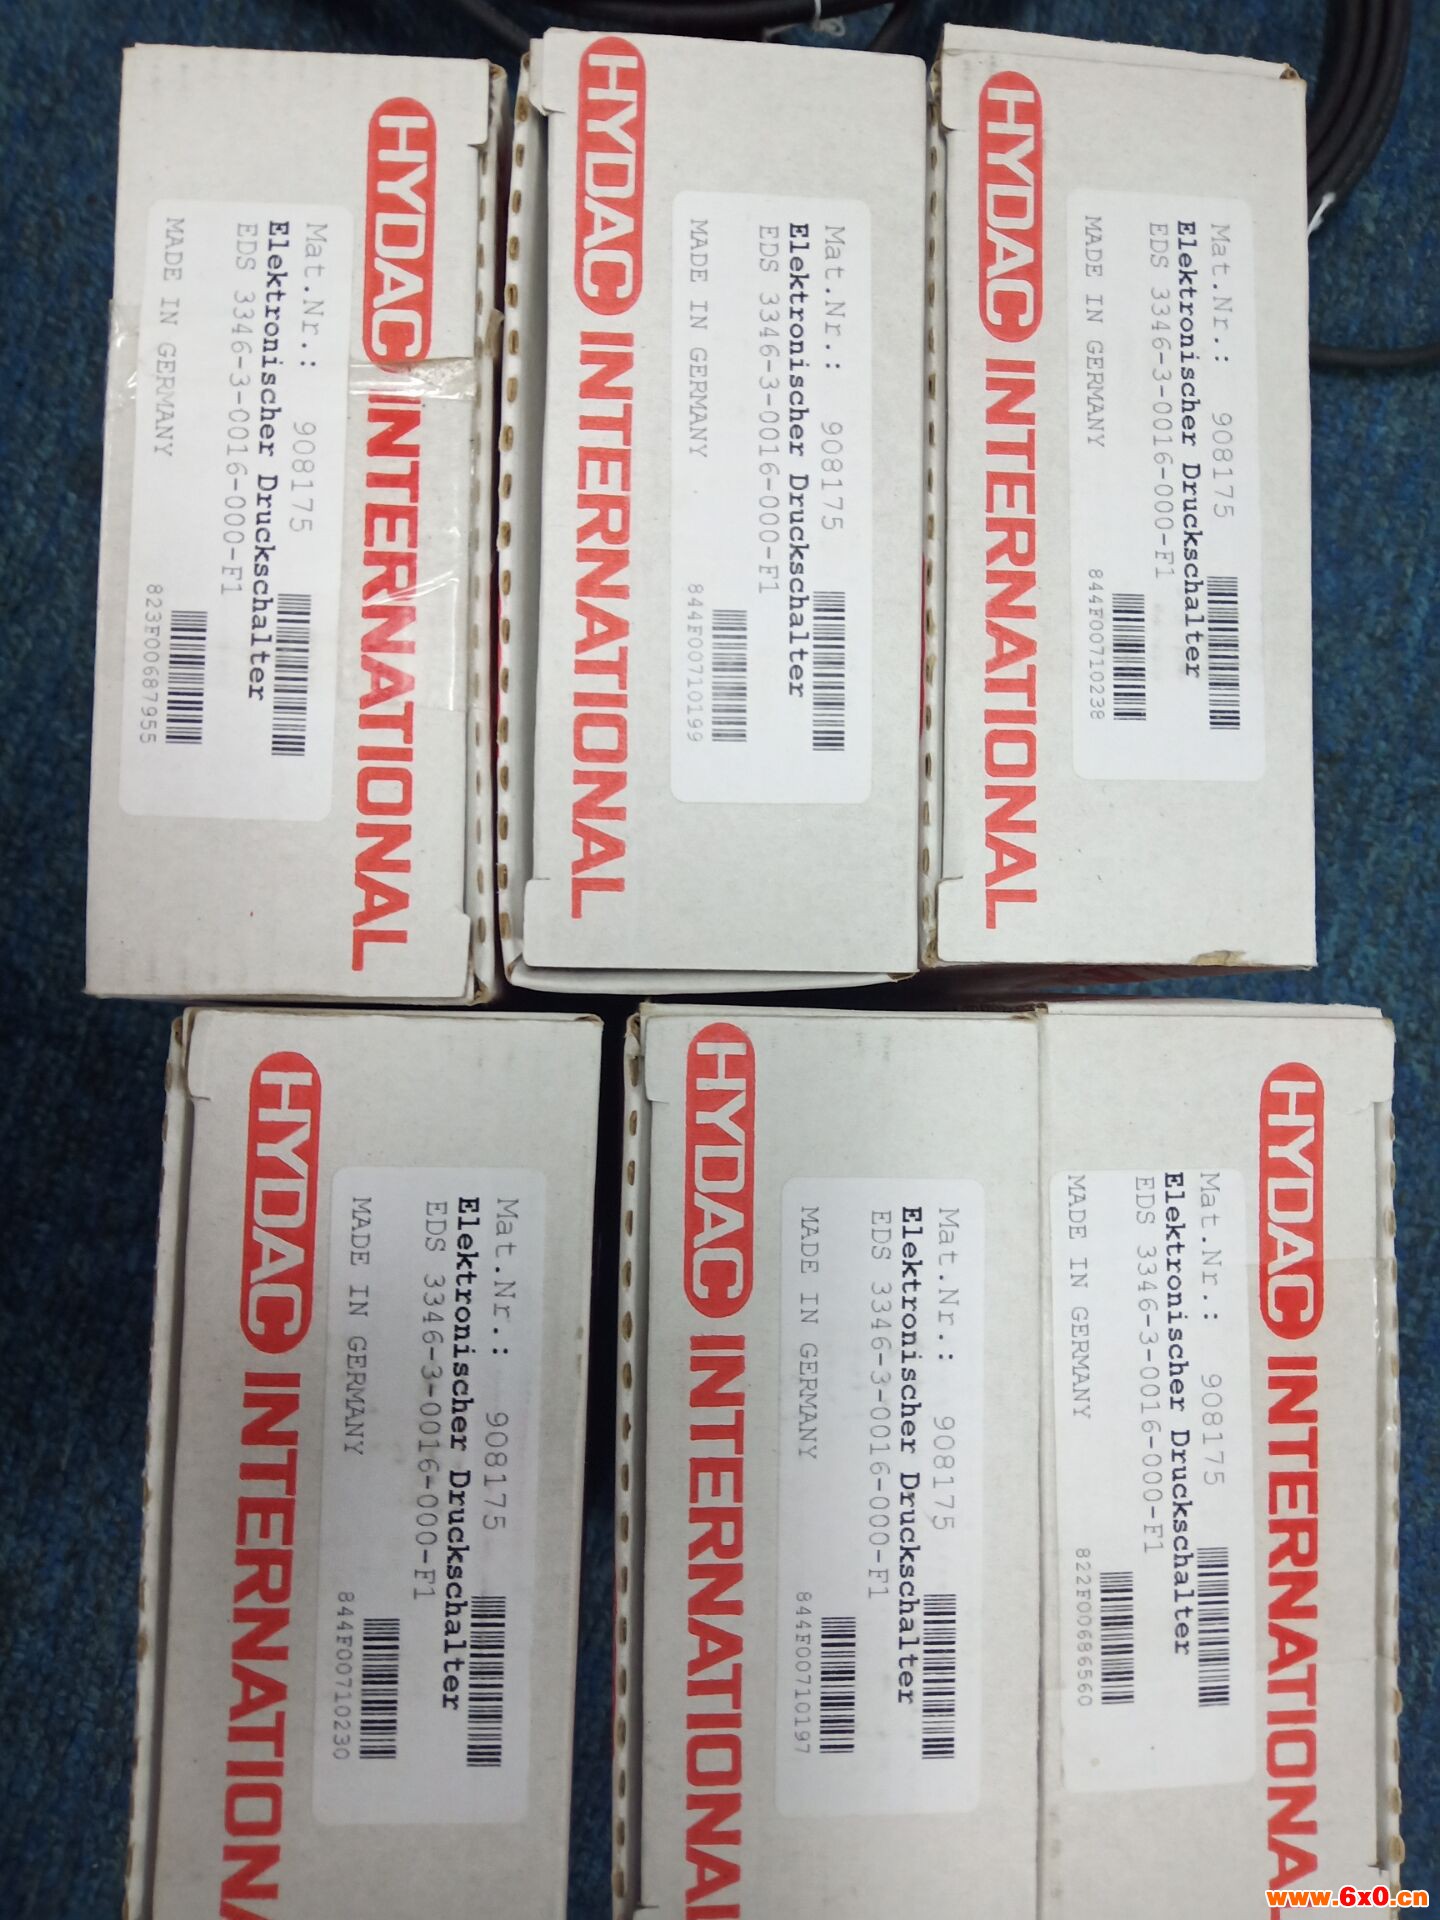 HYDAC INTERNATIONAL
Mat.Nr.: 908175
Elektronischer Druckschalter
EDS 3346-3-0016-000-F1
MADE IN GERMANY
823F00687955
HYDAC INTERNATIONAL
Mat.Nr.: 908175
Elektronischer Druckschalter
EDS 3346-3-0016-000-F1
MADE IN GERMANY
844F00710199
HYDAC INTERNATIONAL
Mat.Nr.: 908175
Elektronischer Druckschalter
EDS 3346-3-0016-000-F1
MADE IN GERMANY
844F00710238
HYDAC INTERNATIONA
Mat.Nr.: 908175
Elektronischer Druckschalter
EDS 3346-3-0016-000-F1
MADE IN GERMANY
844F00710230
HYDAC INTERNATIONAL
Mat.Nr.: 908175
Elektronischer Druckschalter
EDS 3346-3-0016-000-F1
MADE IN GERMANY
844F00710197
HYDAC INTERNATIONAL
Mat.Nr.: 908175
Elektronischer Druckschalter
EDS 3346-3-0016-000-F1
MADE IN GERMANY
822F00686560
www.6x0.cn